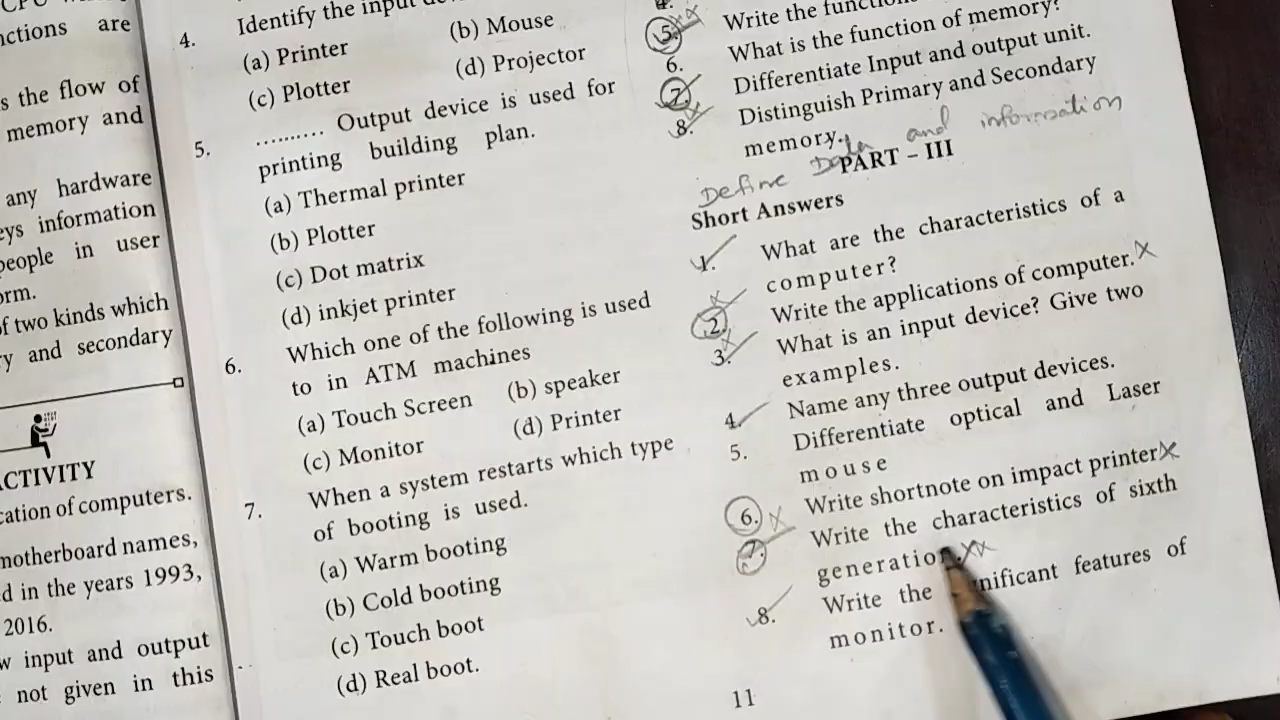 nctions are
s the flow of
memory and
any hardware
eys information
people in user
orm.
of two kinds which
ry and secondary
ACTIVITY
cation of computers.
motherboard names,
d in the years 1993,
2016.
w input and output
not given in this
4. Identify the input
(a) Printer (b) Mouse
(c) Plotter (d) Projector
5. ......... Output device is used for
printing building plan.
(a) Thermal printer
(b) Plotter
(c) Dot matrix
(d) inkjet printer
6. Which one of the following is used
to in ATM machines
(a) Touch Screen (b) speaker
(c) Monitor (d) Printer
7. When a system restarts which type
of booting is used.
(a) Warm booting
(b) Cold booting
(c) Touch boot
(d) Real boot.
5. Write the function
6. What is the function of memory?
7. Differentiate Input and output unit.
8. Distinguish Primary and Secondary
memory.
Define Data and information
PART – III
Short Answers
1. What are the characteristics of a
computer?
2. Write the applications of computer.
3. What is an input device? Give two
examples.
4. Name any three output devices.
5. Differentiate optical and Laser
mouse
6. Write shortnote on impact printer
7. Write the characteristics of sixth
generation.
8. Write the nificant features of
monitor.
11